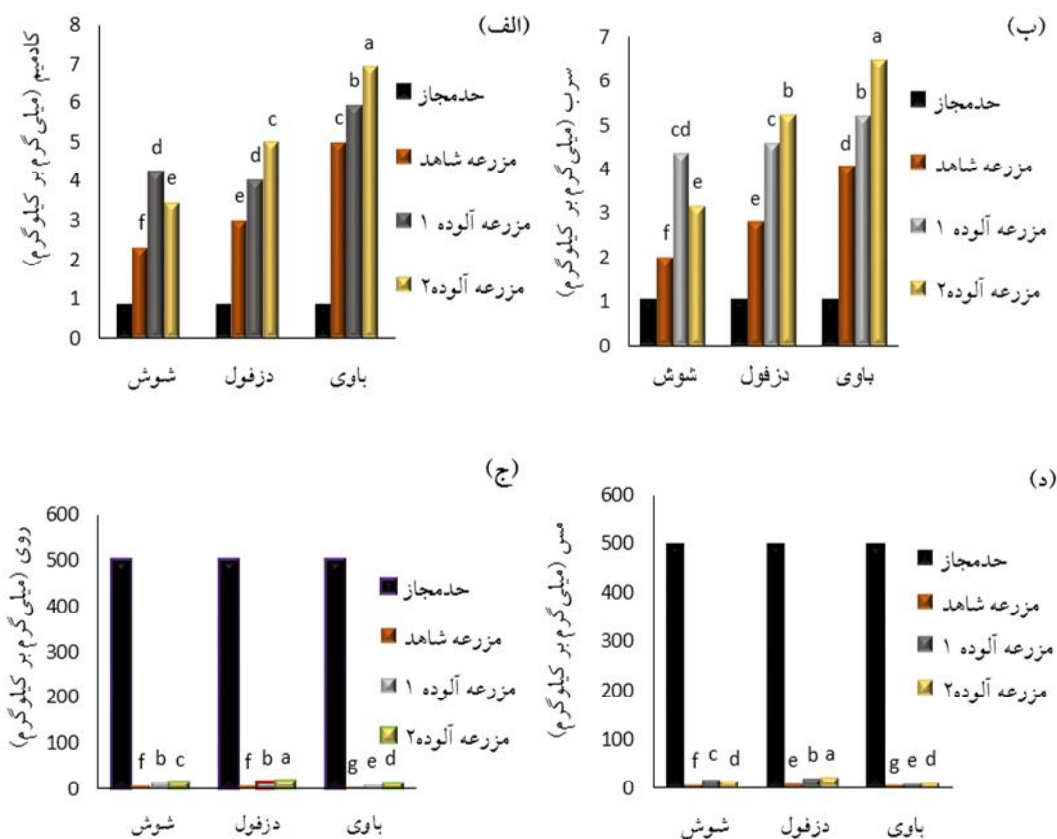 (الف)
کادمیم (میلی‌گرم بر کیلوگرم)
8
7
6
5
4
3
2
1
0
f d e
e d c
c b a
شوش دزفول باوی
حدمجاز
مزرعه شاهد
مزرعه آلوده ۱
مزرعه آلوده۲
(ب)
سرب (میلی‌گرم بر کیلوگرم)
7
6
5
4
3
2
1
0
f cd e
e c b
d b a
شوش دزفول باوی
حدمجاز
مزرعه شاهد
مزرعه آلوده ۱
مزرعه آلوده۲
(ج)
روی (میلی‌گرم بر کیلوگرم)
600
500
400
300
200
100
0
f b c
f b a
g e d
شوش دزفول باوی
حدمجاز
مزرعه شاهد
مزرعه آلوده ۱
مزرعه آلوده۲
(د)
مس (میلی‌گرم بر کیلوگرم)
600
500
400
300
200
100
0
f c d
e b a
g e d
شوش دزفول باوی
حدمجاز
مزرعه شاهد
مزرعه آلوده ۱
مزرعه آلوده۲